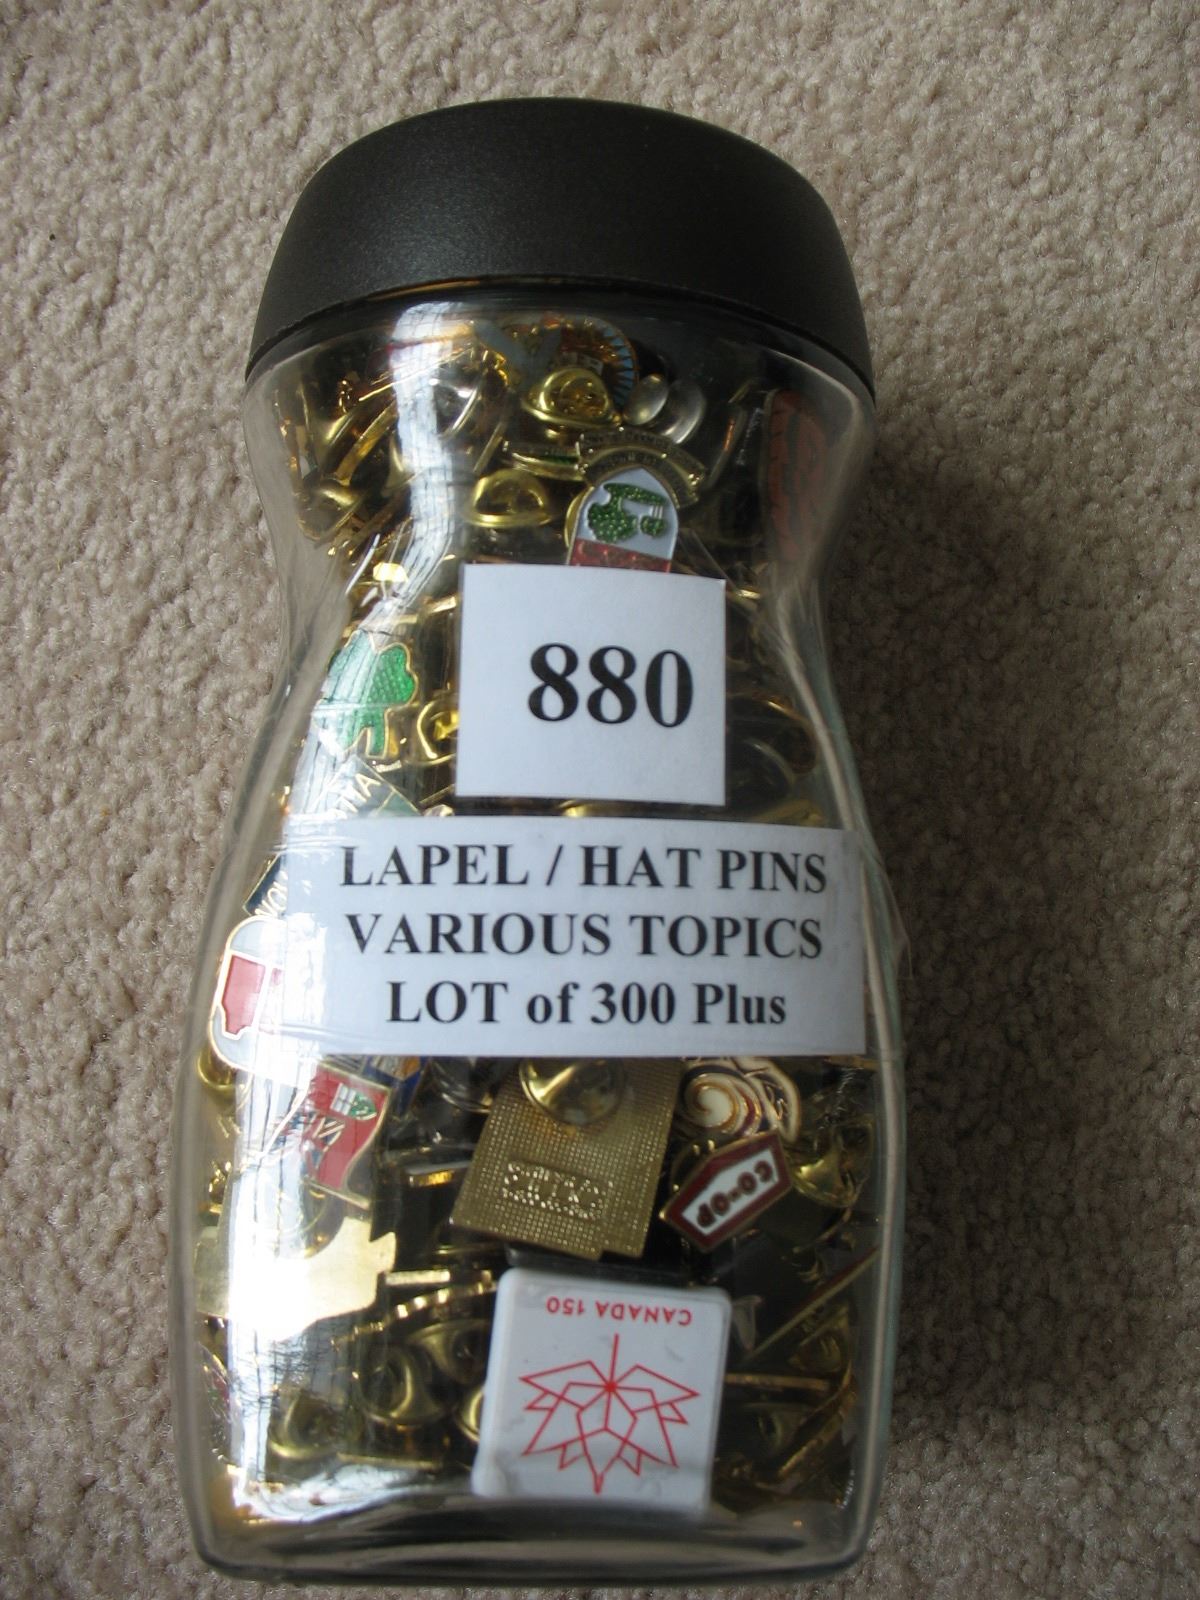 880
LAPEL / HAT PINS
VARIOUS TOPICS
LOT of 300 Plus
CO-OP
CANADA 150